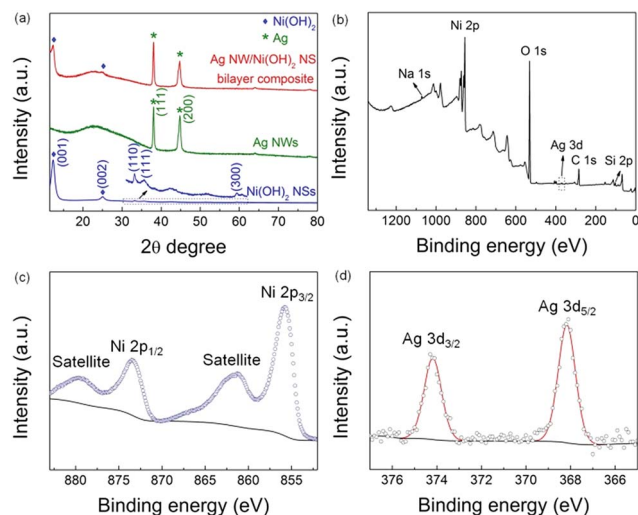 (a)
♦ Ni(OH)₂
* Ag
Ag NW/Ni(OH)₂ NS
bilayer composite
(111)
(200)
Ag NWs
(001)
(002)
(110)
(111)
(300)
Ni(OH)₂ NSs
Intensity (a.u.)
10 20 30 40 50 60 70 80
2θ degree
(b)
Ni 2p
O 1s
Na 1s
Ag 3d
C 1s
Si 2p
Intensity (a.u.)
1200 1000 800 600 400 200 0
Binding energy (eV)
(c)
Ni 2p₃/₂
Ni 2p₁/₂
Satellite
Satellite
Intensity (a.u.)
880 875 870 865 860 855
Binding energy (eV)
(d)
Ag 3d₅/₂
Ag 3d₃/₂
Intensity (a.u.)
376 374 372 370 368 366
Binding energy (eV)